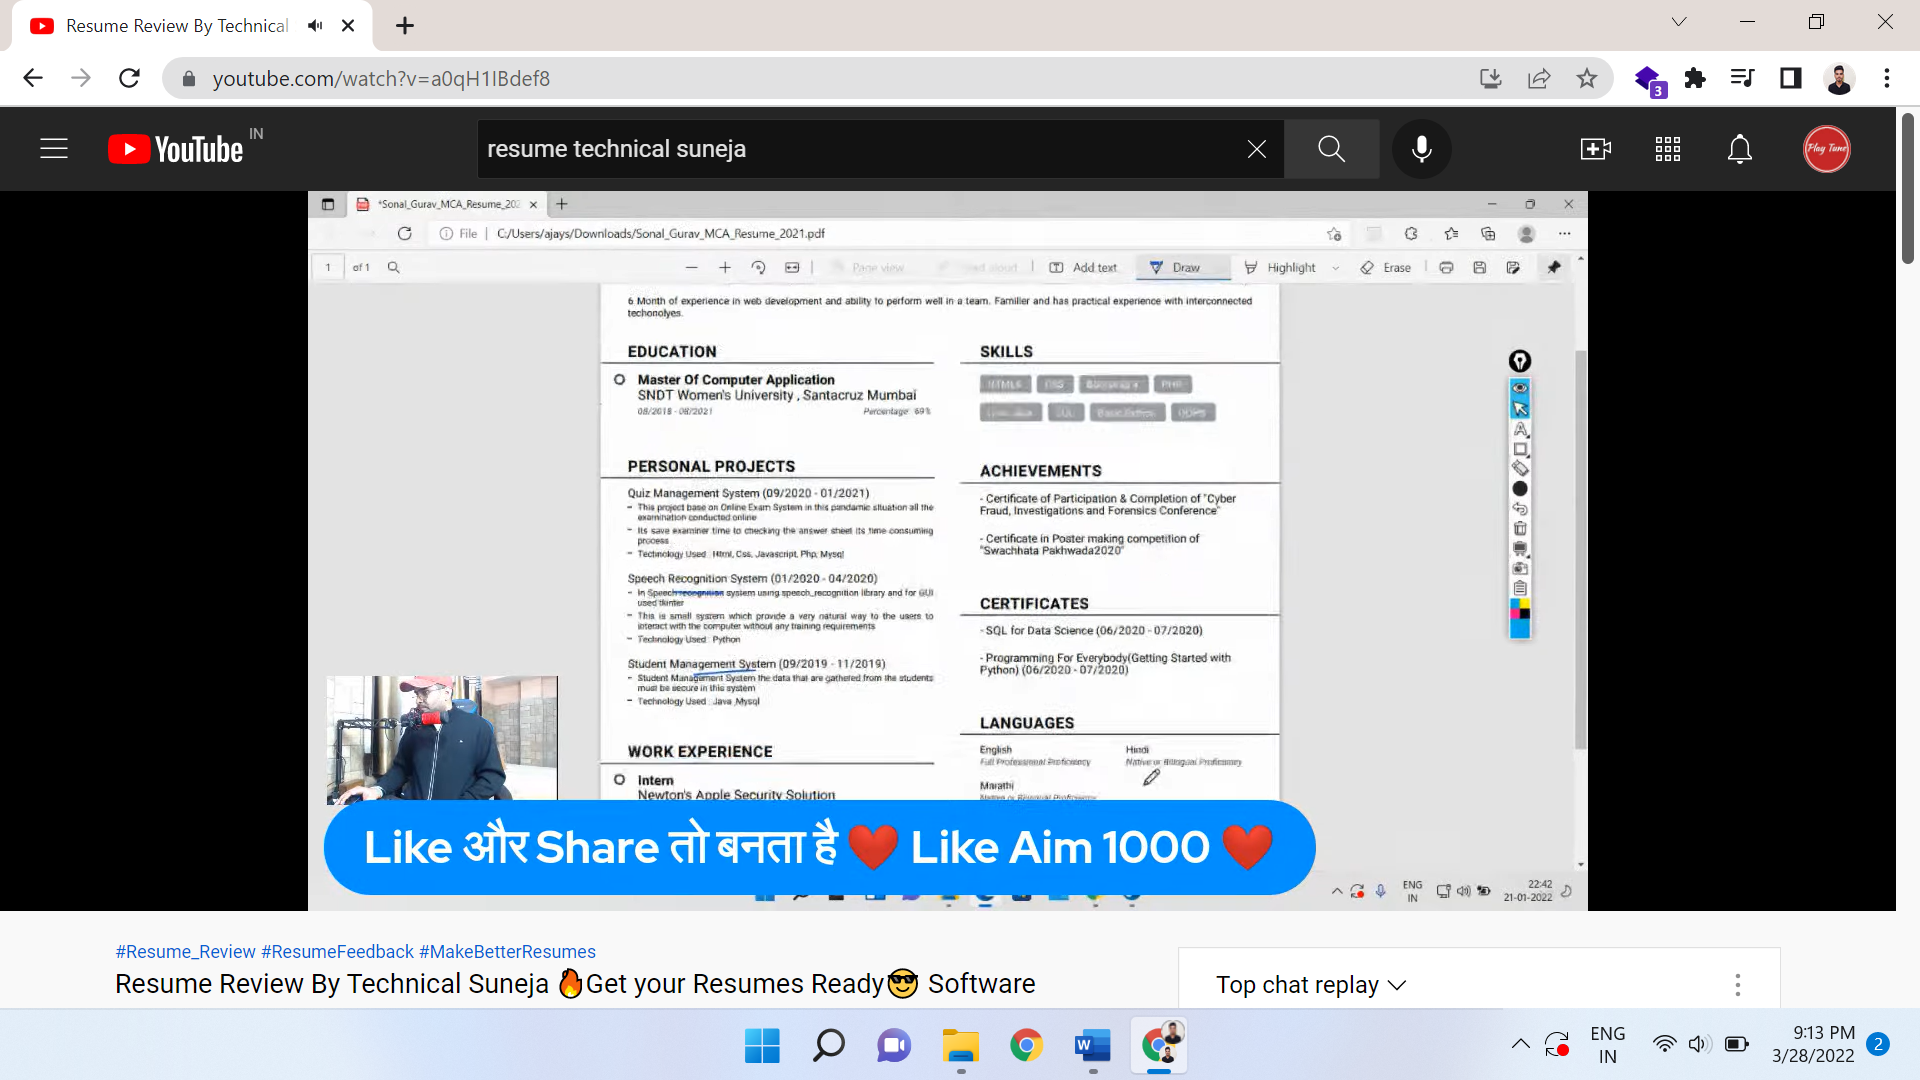 Resume Review By Technical
youtube.com/watch?v=a0qH1lBdef8
3
YouTube IN
resume technical suneja
Play Tune
*Sonal_Gurav_MCA_Resume_202
File | C:/Users/ajays/Downloads/Sonal_Gurav_MCA_Resume_2021.pdf
1 of 1
Page view
Add text
Draw
Highlight
Erase
6 Month of experience in web development and ability to perform well in a team. Familier and has practical experience with interconnected
techonolyes.
EDUCATION
Master Of Computer Application
SNDT Women's University , Santacruz Mumbai
08/2018 - 08/2021 Percentage 69%
PERSONAL PROJECTS
Quiz Management System (09/2020 - 01/2021)
- This project base on Online Exam System in this pandamic situation all the
examination conducted online
- Its save examiner time to checking the answer sheet its time consuming
process
- Technology Used : Html, Css, Javascript, Php, Mysql
Speech Recognition System (01/2020 - 04/2020)
- In Speech recognition system using speech_recognition library and for GUI
used tkinter
- This is small system which provide a very natural way to the users to
interact with the computer without any training requirements
- Technology Used : Python
Student Management System (09/2019 - 11/2019)
- Student Management System the data that are gathered from the students
must be secure in this system
- Technology Used : Java ,Mysql
WORK EXPERIENCE
Intern
Newton's Apple Security Solution
SKILLS
HTML5 CSS PHP
SQL OOPS
ACHIEVEMENTS
- Certificate of Participation & Completion of "Cyber
Fraud, Investigations and Forensics Conference"
- Certificate in Poster making competition of
"Swachhata Pakhwada2020"
CERTIFICATES
- SQL for Data Science (06/2020 - 07/2020)
- Programming For Everybody(Getting Started with
Python) (06/2020 - 07/2020)
LANGUAGES
English
Full Professional Proficiency
Hindi
Native or Bilingual Proficiency
Marathi
Native or Bilingual Proficiency
Like और Share तो बनता है ❤️ Like Aim 1000 ❤️
ENG
IN
22:42
21-01-2022
#Resume_Review #ResumeFeedback #MakeBetterResumes
Resume Review By Technical Suneja 🔥Get your Resumes Ready😎 Software
Top chat replay
W
ENG
IN
9:13 PM
3/28/2022
2